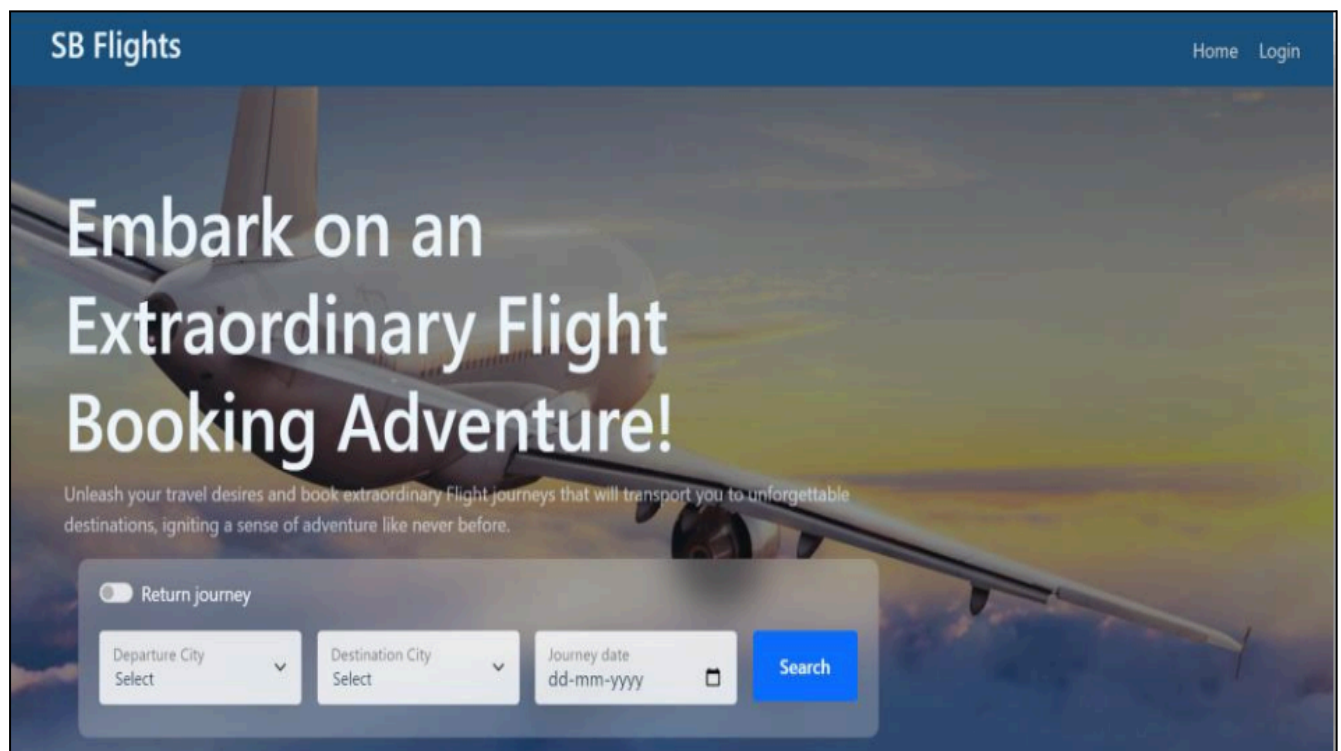 SB Flights
Home Login
Embark on an
Extraordinary Flight
Booking Adventure!
Unleash your travel desires and book extraordinary Flight journeys that will transport you to unforgettable
destinations, igniting a sense of adventure like never before.
Return journey
Departure City
Select
Destination City
Select
Journey date
dd-mm-yyyy
Search